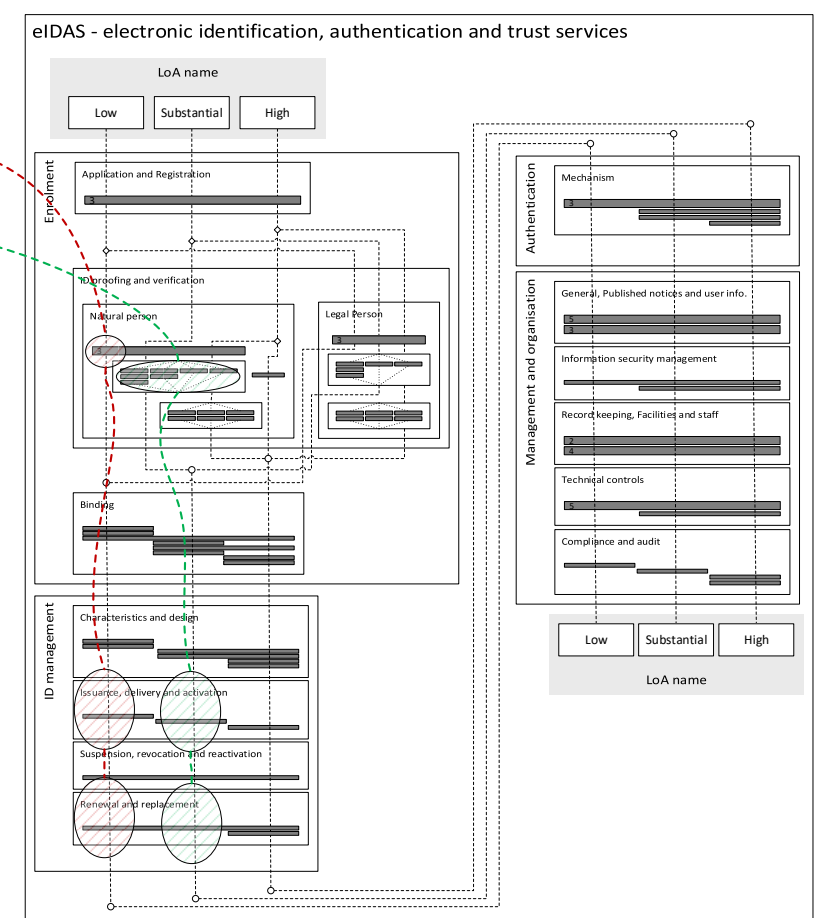 eIDAS - electronic identification, authentication and trust services
LoA name
Low
Substantial
High
Enrolment
Application and Registration
3
ID proofing and verification
Natural person
3
Legal Person
3
Binding
ID management
Characteristics and design
Issuance, delivery and activation
Suspension, revocation and reactivation
Renewal and replacement
Authentication
Mechanism
3
Management and organisation
General, Published notices and user info.
5
3
Information security management
Record keeping, Facilities and staff
2
4
Technical controls
5
Compliance and audit
Low
Substantial
High
LoA name